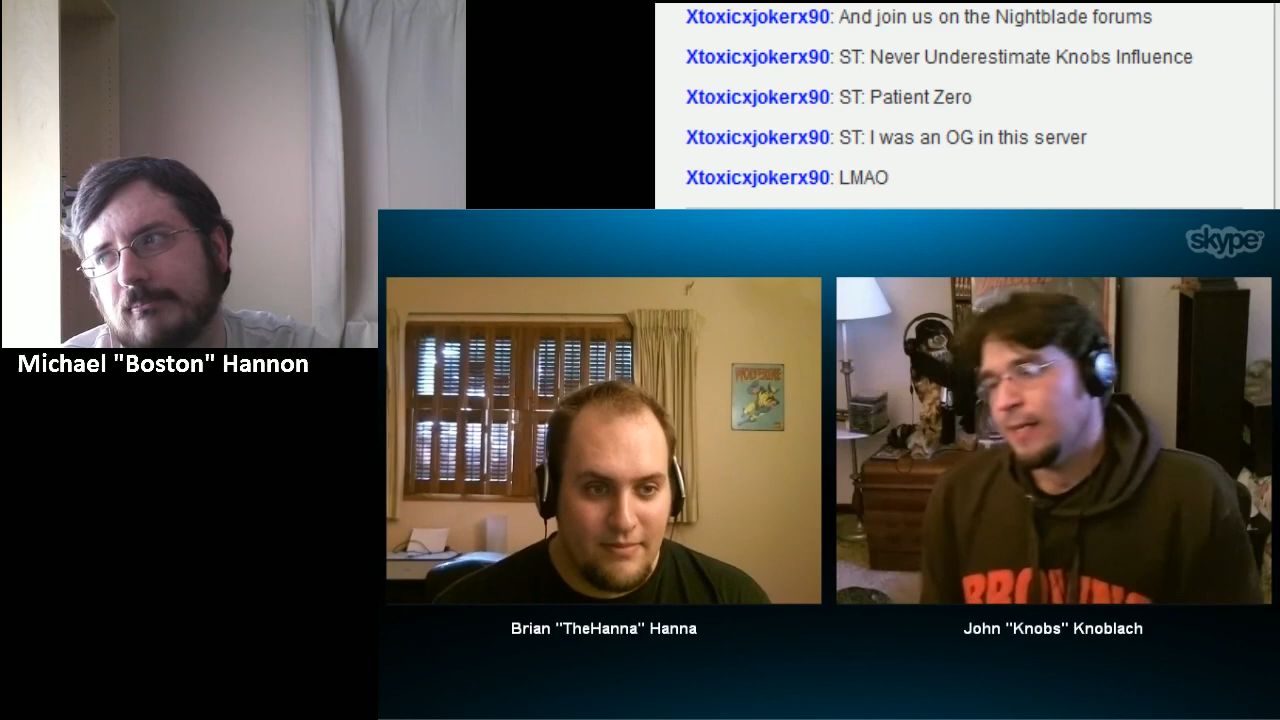 Xtoxicxjokerx90: And join us on the Nightblade forums
Xtoxicxjokerx90: ST: Never Underestimate Knobs Influence
Xtoxicxjokerx90: ST: Patient Zero
Xtoxicxjokerx90: ST: I was an OG in this server
Xtoxicxjokerx90: LMAO
skype
Michael "Boston" Hannon
WOLVERINE
BROWNS
Brian "TheHanna" Hanna
John "Knobs" Knoblach